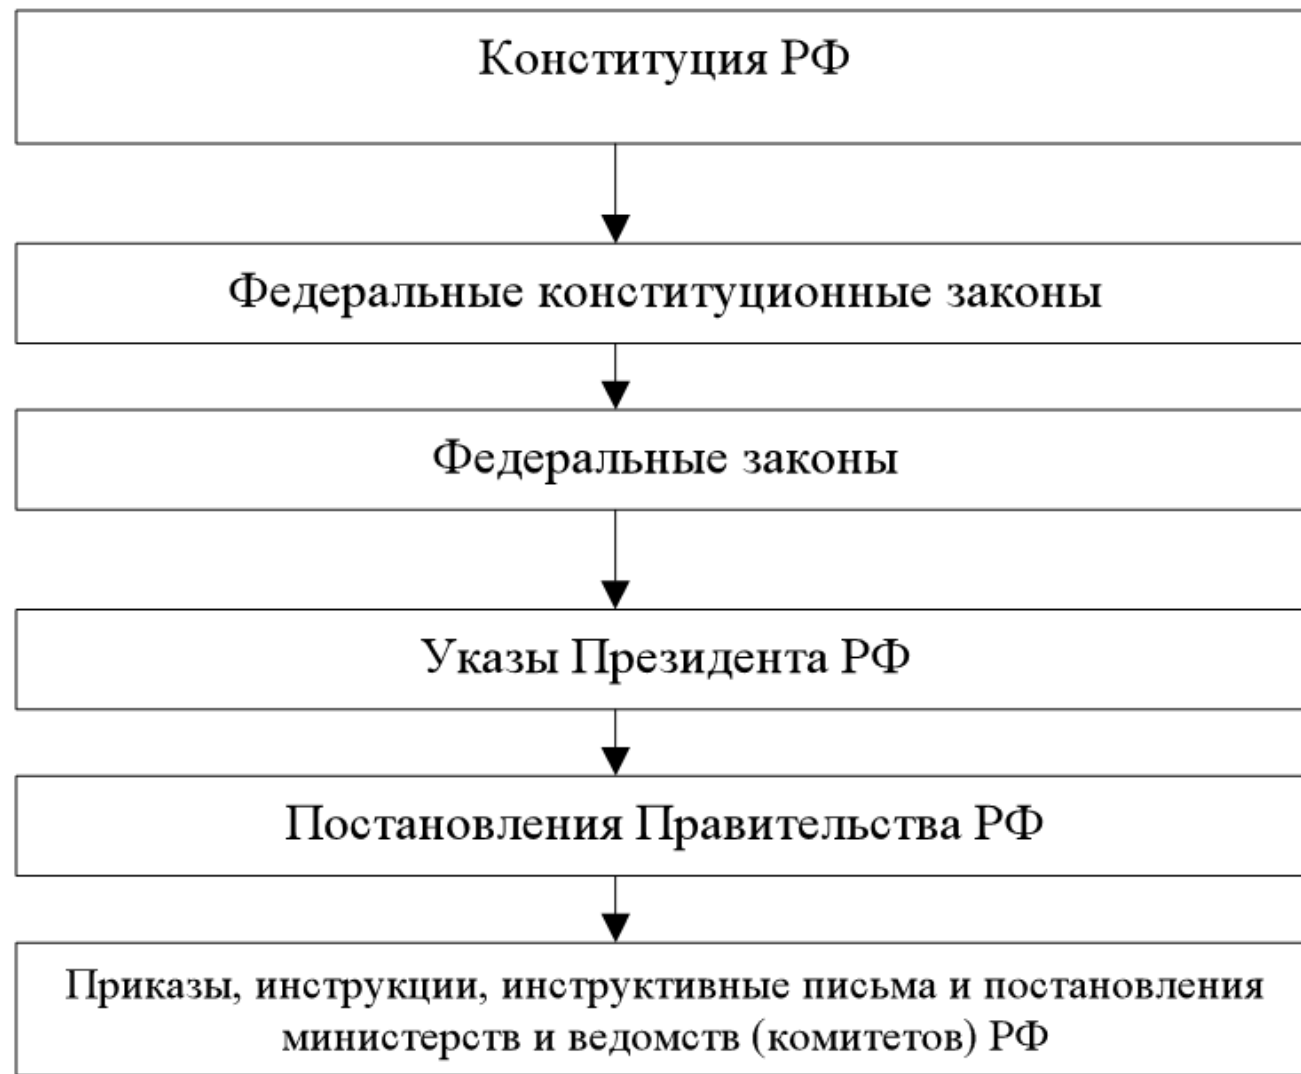 Конституция РФ
Федеральные конституционные законы
Федеральные законы
Указы Президента РФ
Постановления Правительства РФ
Приказы, инструкции, инструктивные письма и постановления
министерств и ведомств (комитетов) РФ